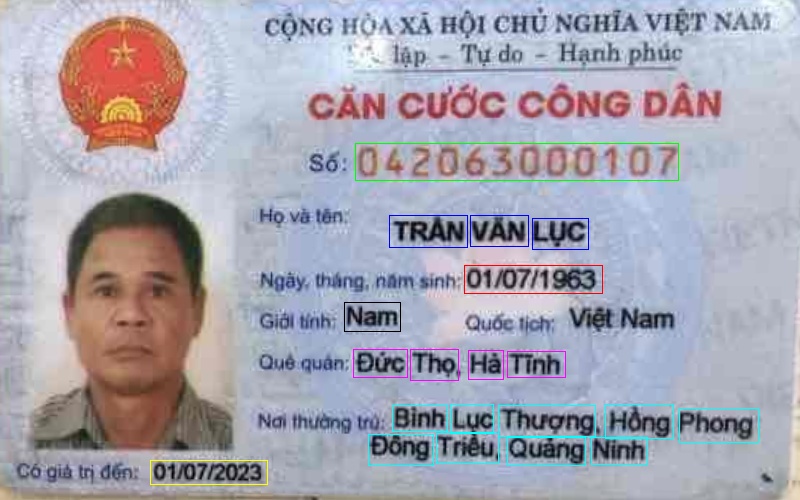 CỘNG HÒA XÃ HỘI CHỦ NGHĨA VIỆT NAM
lập - Tự do - Hạnh phúc
CĂN CƯỚC CÔNG DÂN
Số: 042063000107
Họ và tên: TRẦN VĂN LỤC
Ngày, tháng, năm sinh: 01/07/1963
Giới tính: Nam Quốc tịch: Việt Nam
Quê quán: Đức Thọ, Hà Tĩnh
Nơi thường trú: Bình Lục Thượng, Hồng Phong
Đông Triều, Quảng Ninh
Có giá trị đến: 01/07/2023